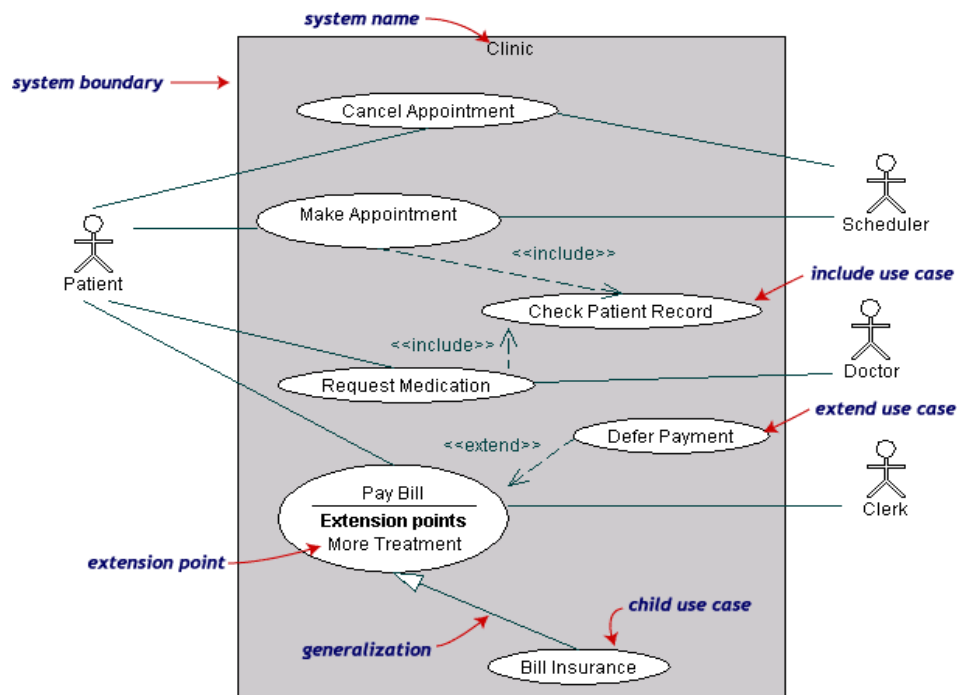 system name
Clinic
system boundary
Cancel Appointment
Make Appointment
Scheduler
<<include>>
Patient
include use case
Check Patient Record
<<include>>
Doctor
Request Medication
extend use case
Defer Payment
<<extend>>
Pay Bill
Clerk
Extension points
More Treatment
extension point
child use case
generalization
Bill Insurance